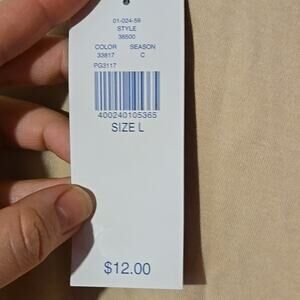 01-024-59
STYLE
38500
COLOR SEASON
33817 C
PG3117
400240105365
SIZE L
$12.00